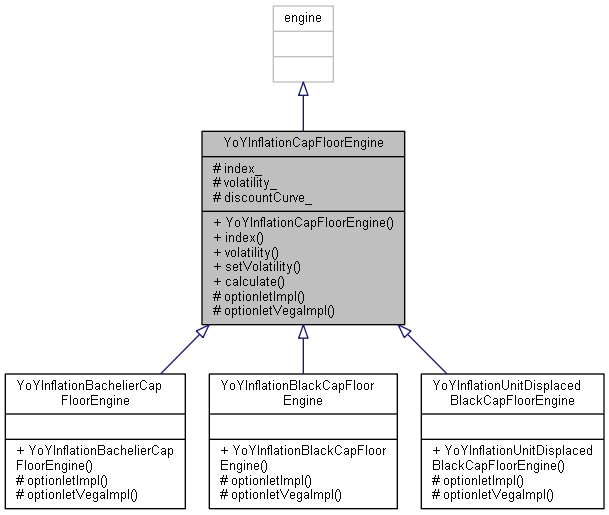 engine
YoYInflationCapFloorEngine
# index_
# volatility_
# discountCurve_
+ YoYInflationCapFloorEngine()
+ index()
+ volatility()
+ setVolatility()
+ calculate()
# optionletImpl()
# optionletVegaImpl()
YoYInflationBachelierCap
FloorEngine
+ YoYInflationBachelierCap
FloorEngine()
# optionletImpl()
# optionletVegaImpl()
YoYInflationBlackCapFloor
Engine
+ YoYInflationBlackCapFloor
Engine()
# optionletImpl()
# optionletVegaImpl()
YoYInflationUnitDisplaced
BlackCapFloorEngine
+ YoYInflationUnitDisplaced
BlackCapFloorEngine()
# optionletImpl()
# optionletVegaImpl()